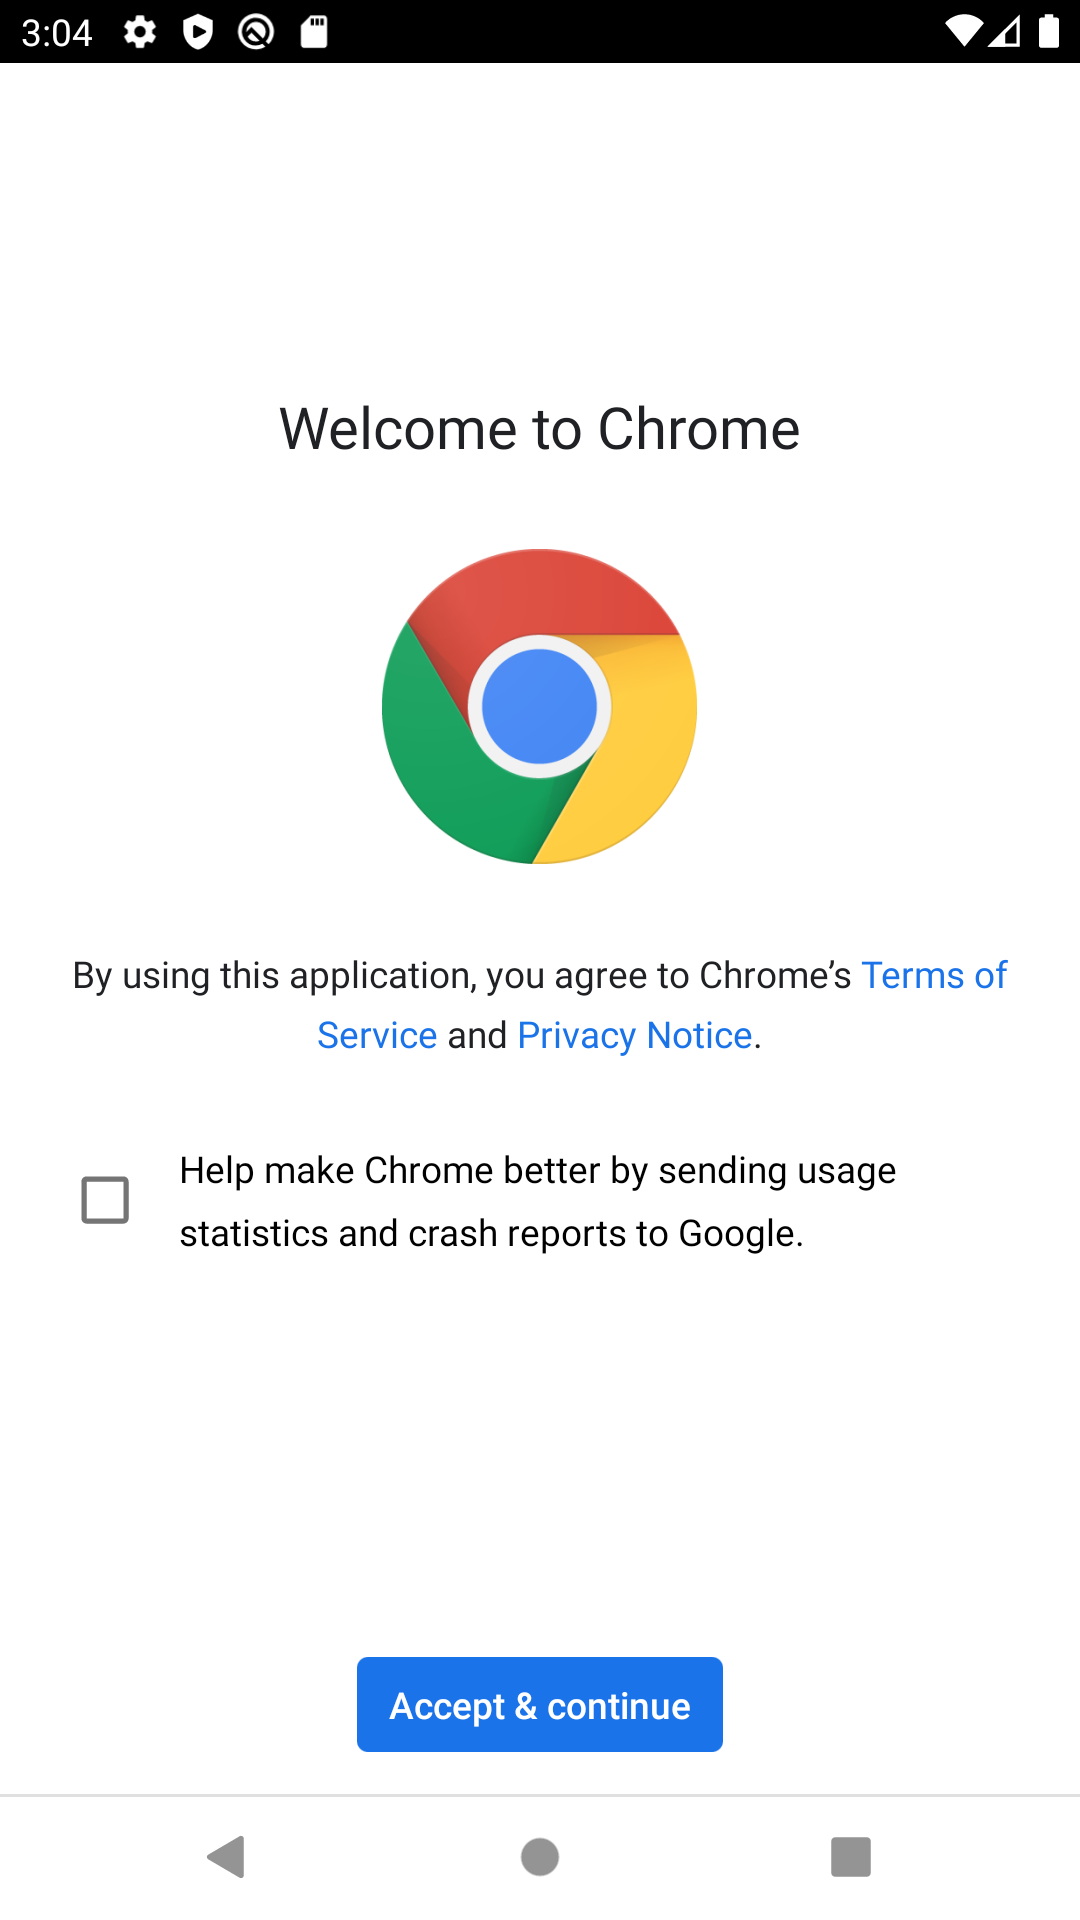 3:04
Welcome to Chrome
By using this application, you agree to Chrome’s Terms of
Service and Privacy Notice.
Help make Chrome better by sending usage
statistics and crash reports to Google.
Accept & continue